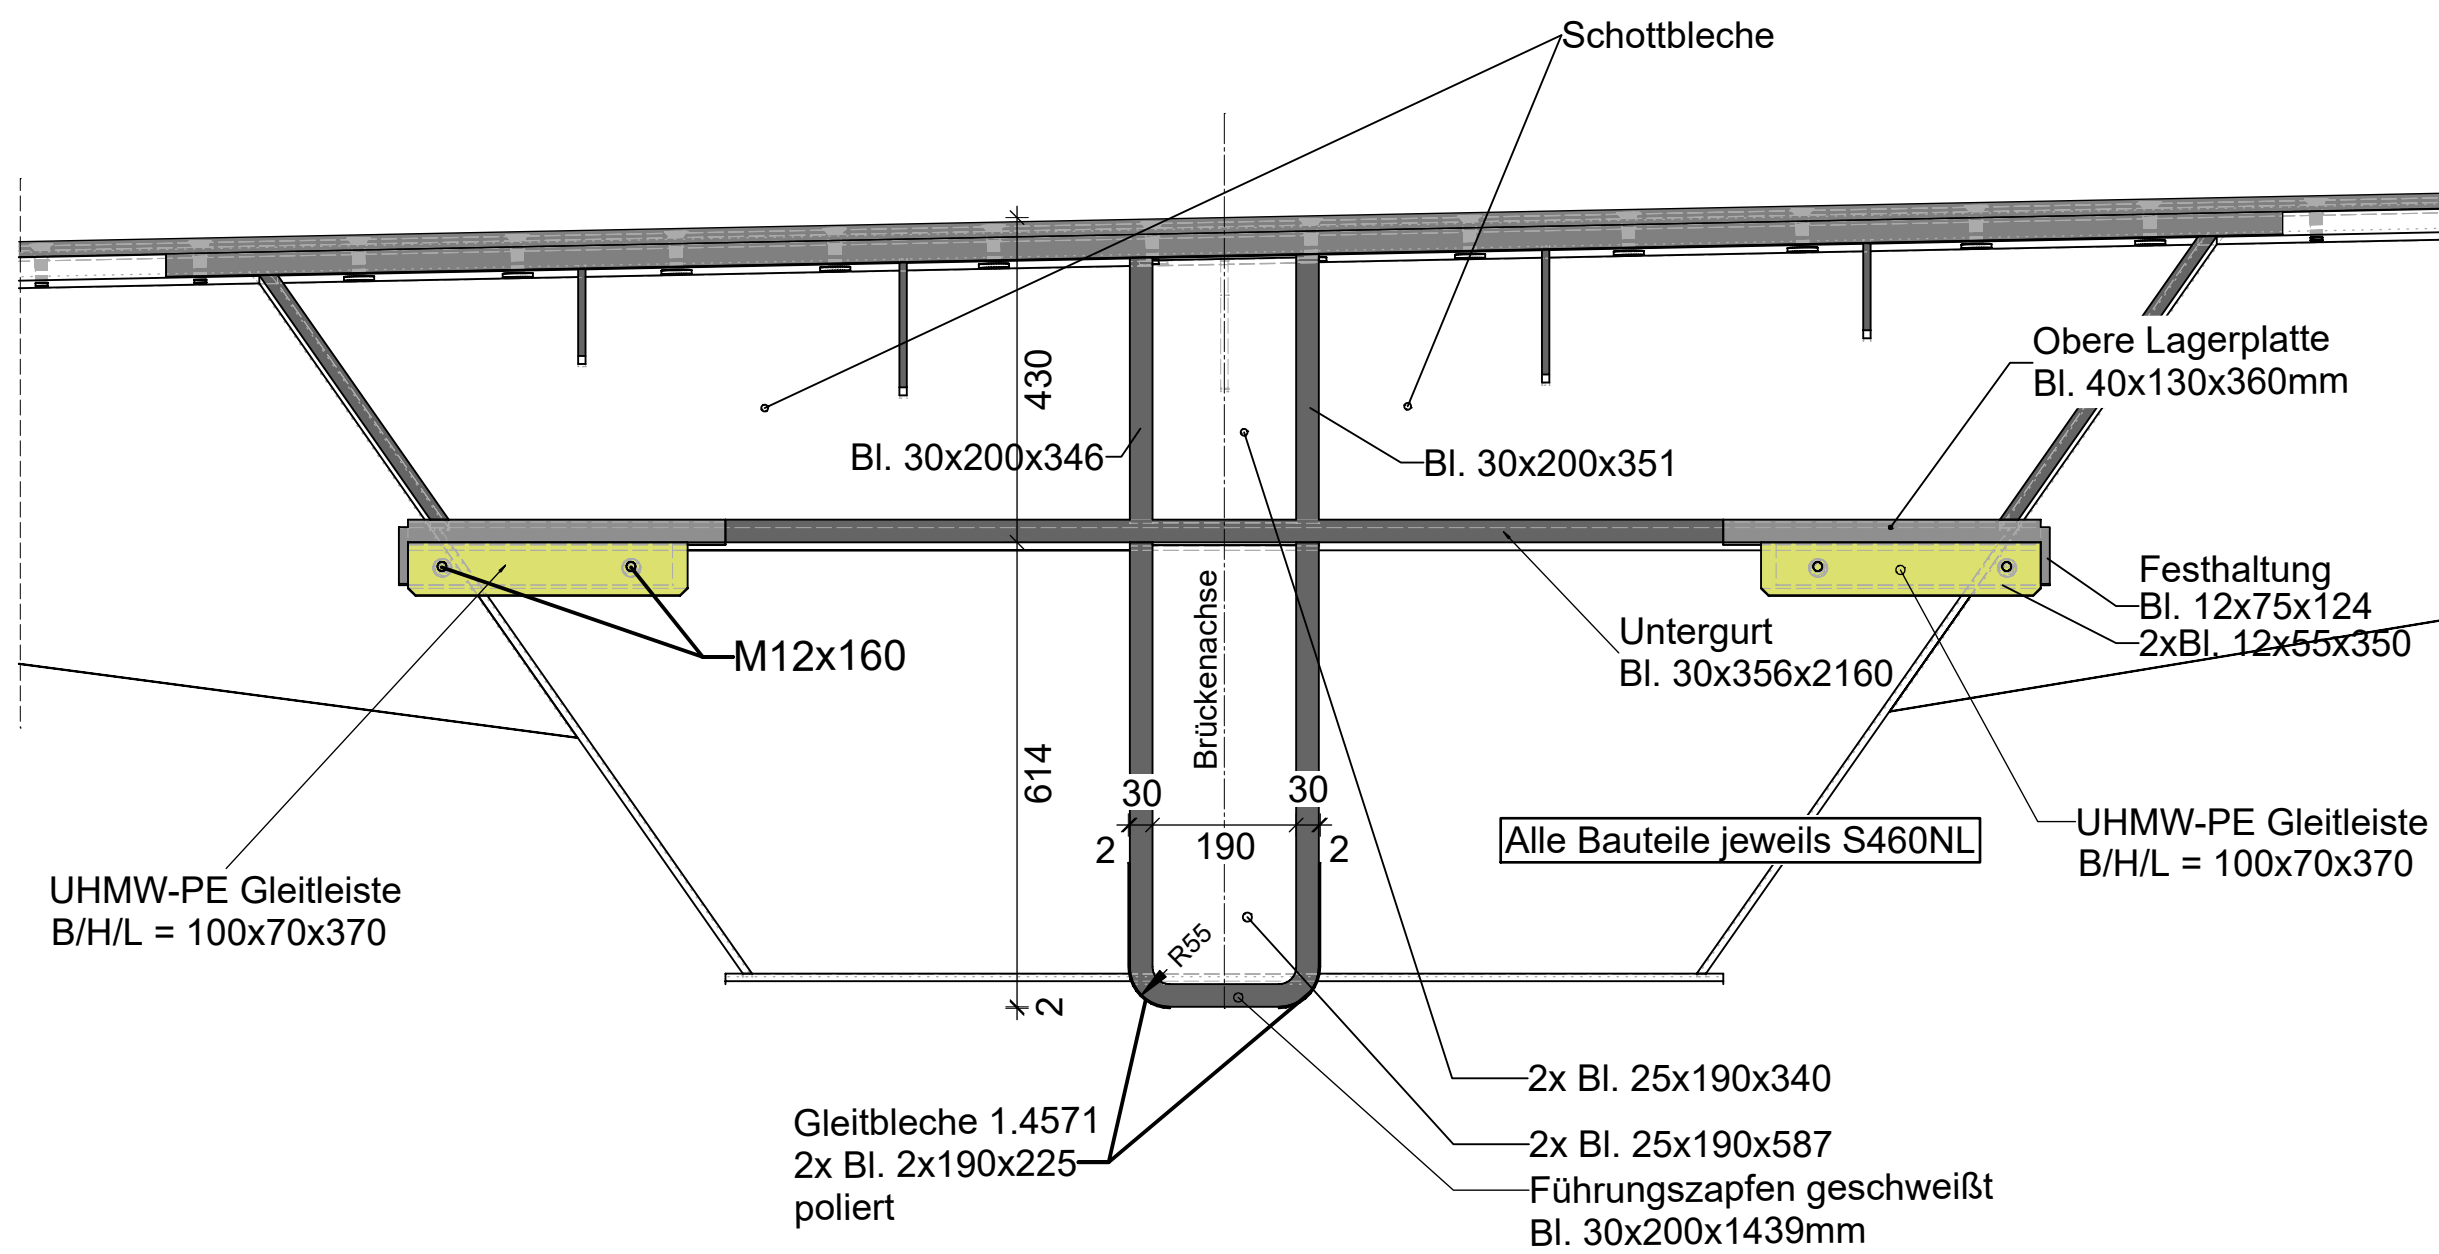 Schottbleche
430
Obere Lagerplatte
Bl. 40x130x360mm
Bl. 30x200x346
Bl. 30x200x351
Festhaltung
Bl. 12x75x124
2xBl. 12x55x350
Brückenachse
Untergurt
Bl. 30x356x2160
M12x160
614
30
30
2
190
2
Alle Bauteile jeweils S460NL
UHMW-PE Gleitleiste
B/H/L = 100x70x370
UHMW-PE Gleitleiste
B/H/L = 100x70x370
R55
2
2x Bl. 25x190x340
Gleitbleche 1.4571
2x Bl. 2x190x225
poliert
2x Bl. 25x190x587
Führungszapfen geschweißt
Bl. 30x200x1439mm